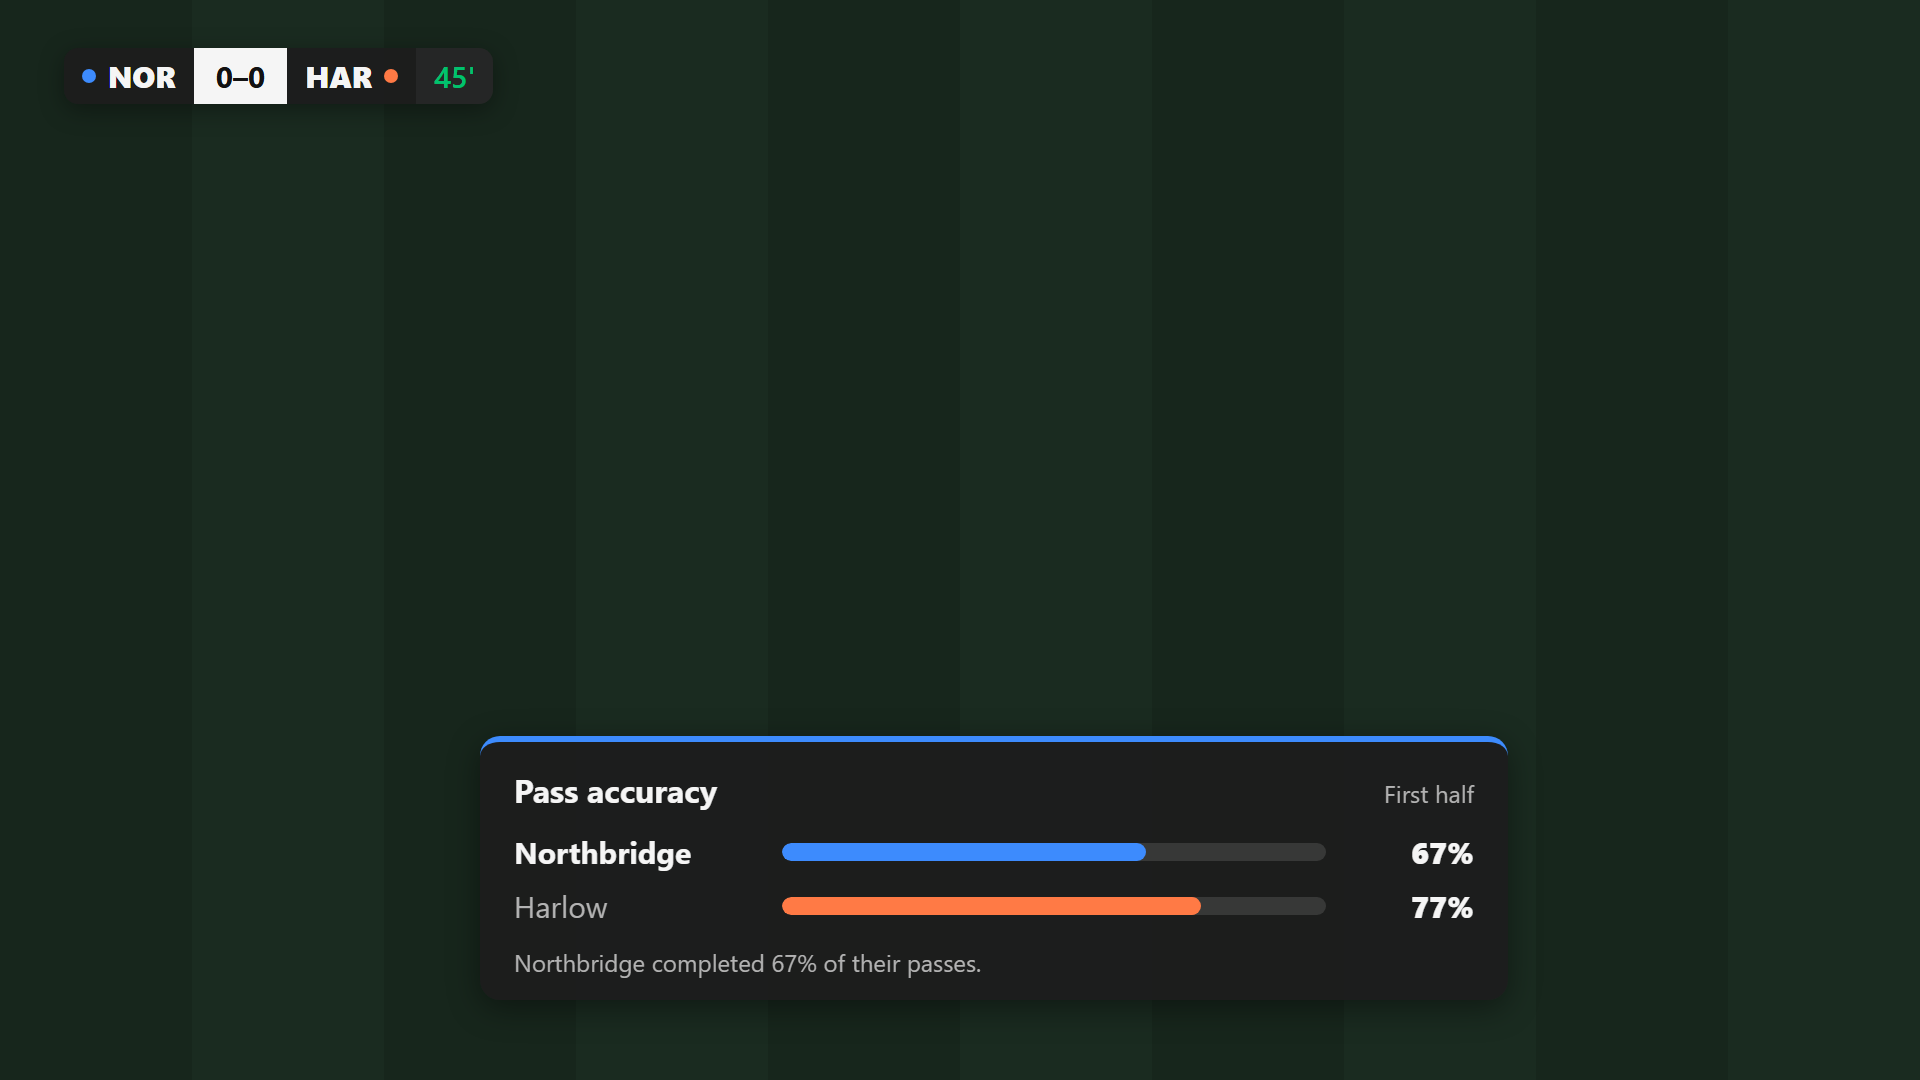 NOR 0–0 HAR 45'
Pass accuracy First half
Northbridge 67%
Harlow 77%
Northbridge completed 67% of their passes.